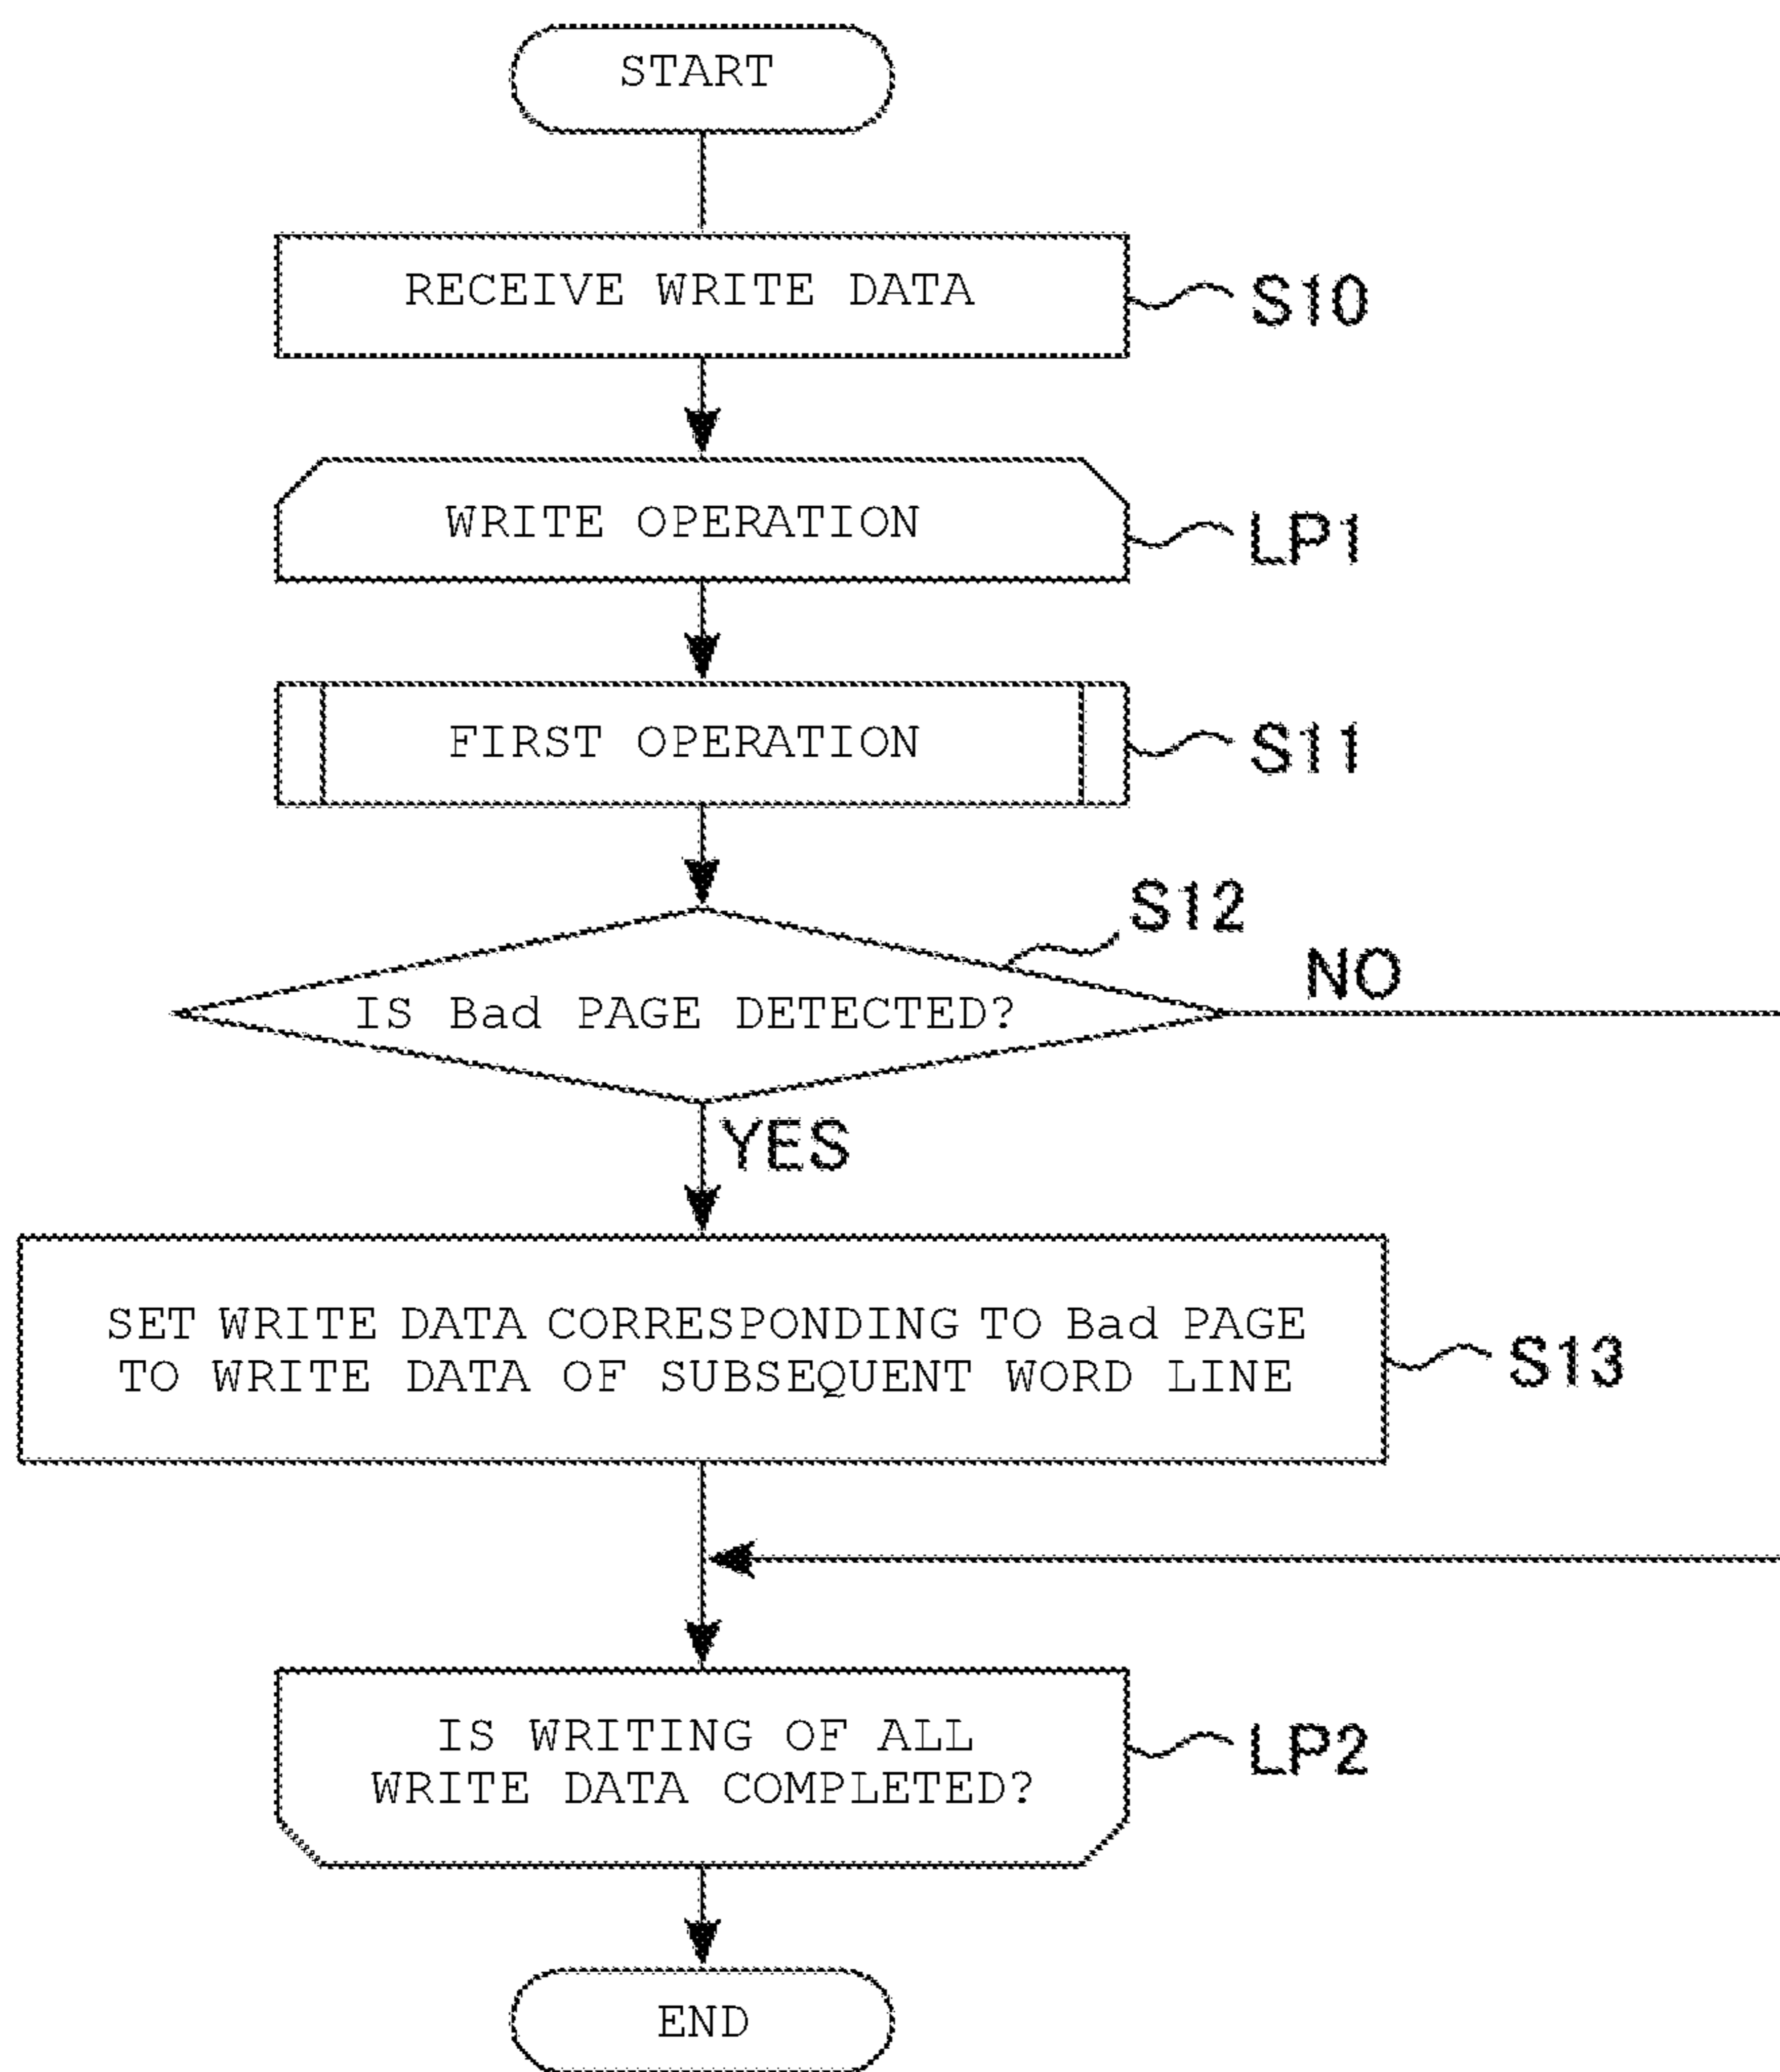 START
RECEIVE WRITE DATA
S10
WRITE OPERATION
LP1
FIRST OPERATION
S11
S12
IS Bad PAGE DETECTED?
NO
YES
SET WRITE DATA CORRESPONDING TO Bad PAGE
TO WRITE DATA OF SUBSEQUENT WORD LINE
S13
IS WRITING OF ALL
WRITE DATA COMPLETED?
LP2
END